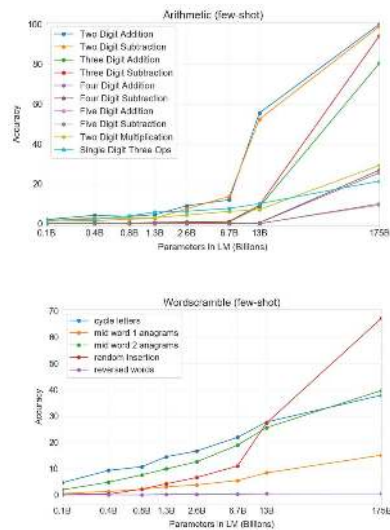 Arithmetic (few-shot)
Two Digit Addition
Two Digit Subtraction
Three Digit Addition
Three Digit Subtraction
Four Digit Addition
Four Digit Subtraction
Five Digit Addition
Five Digit Subtraction
Two Digit Multiplication
Single Digit Three Ops
Accuracy
100
80
60
40
20
0
0.1B 0.4B 0.8B 1.3B 2.6B 6.7B 13B 175B
Parameters in LM (Billions)
Wordscramble (few-shot)
cycle letters
mid word 1 anagrams
mid word 2 anagrams
random insertion
reversed words
Accuracy
70
60
50
40
30
20
10
0
0.1B 0.4B 0.8B 1.3B 2.6B 6.7B 13B 175B
Parameters in LM (Billions)